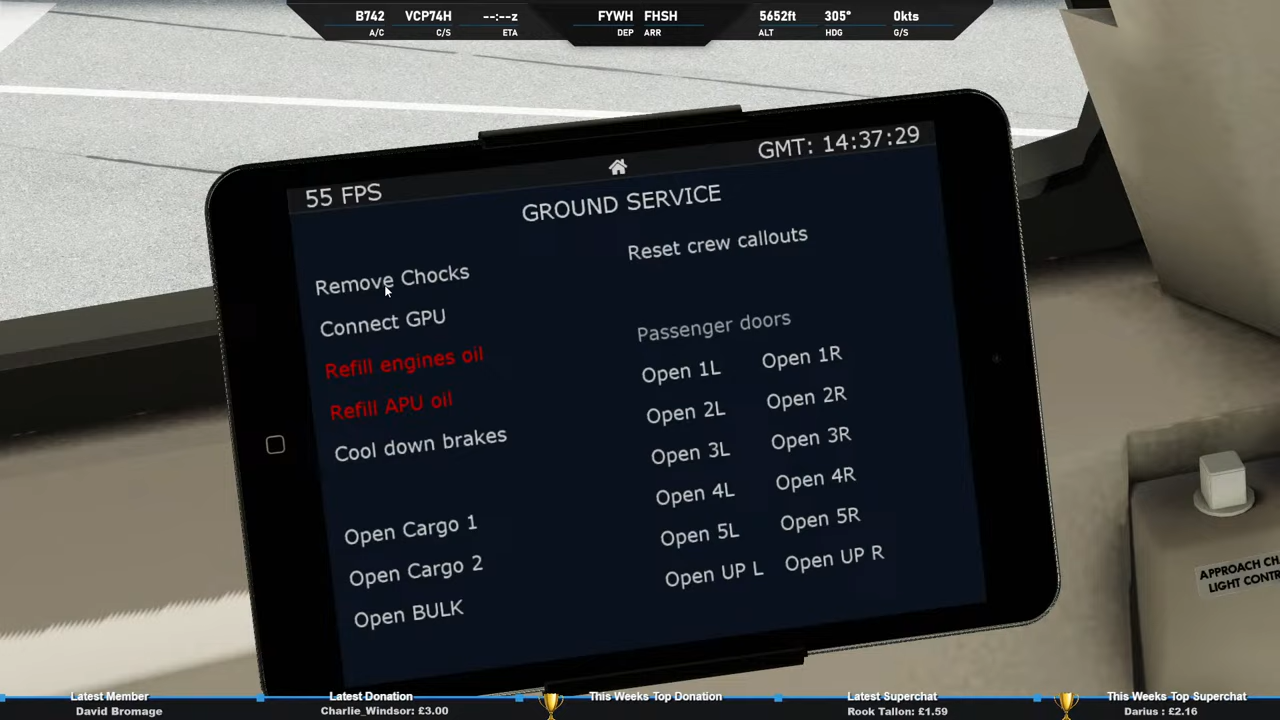 B742 VCP74H --:--z FYWH FHSH 5652ft 305° 0kts
A/C C/S ETA DEP ARR ALT HDG G/S
55 FPS
GMT: 14:37:29
GROUND SERVICE
Remove Chocks
Connect GPU
Refill engines oil
Refill APU oil
Cool down brakes
Open Cargo 1
Open Cargo 2
Open BULK
Reset crew callouts
Passenger doors
Open 1L Open 1R
Open 2L Open 2R
Open 3L Open 3R
Open 4L Open 4R
Open 5L Open 5R
Open UP L Open UP R
APPROACH CH
LIGHT CONTR
Latest Member Latest Donation This Weeks Top Donation Latest Superchat This Weeks Top Superchat
David Bromage Charlie_Windsor: £3.00 Rook Tallon: £1.59 Darius : £2.16